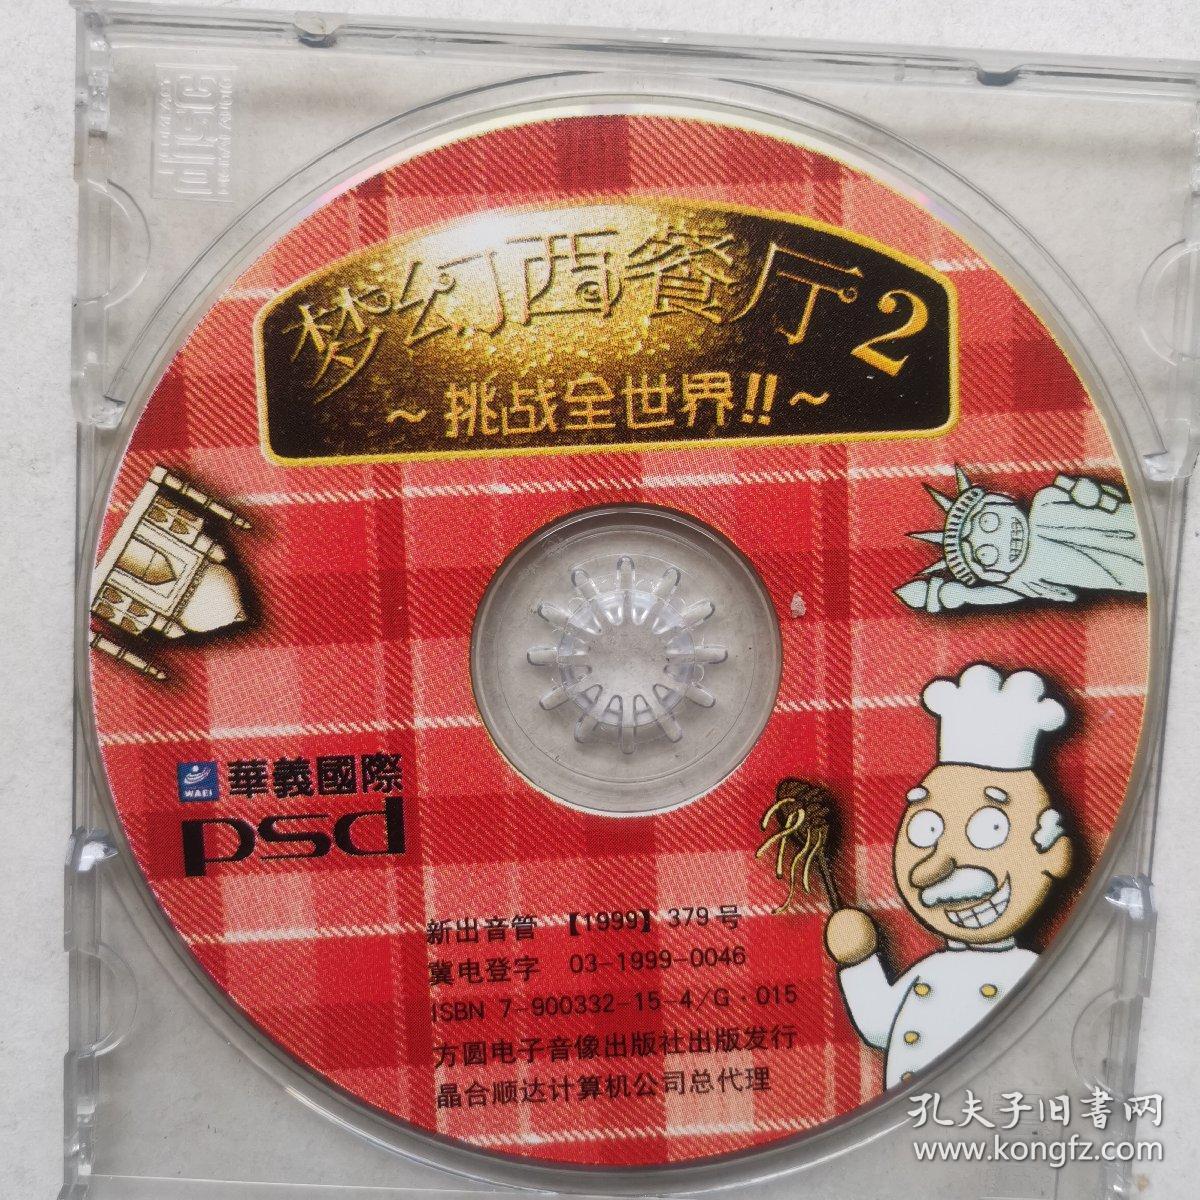 梦幻西餐厅2
～挑战全世界!!～
WAEI
華義國際
psd
新出音管 【1999】 379号
冀电登字 03-1999-0046
ISBN 7-900332-15-4/G·015
方圆电子音像出版社出版发行
晶合顺达计算机公司总代理
孔夫子旧書网
www.kongfz.com